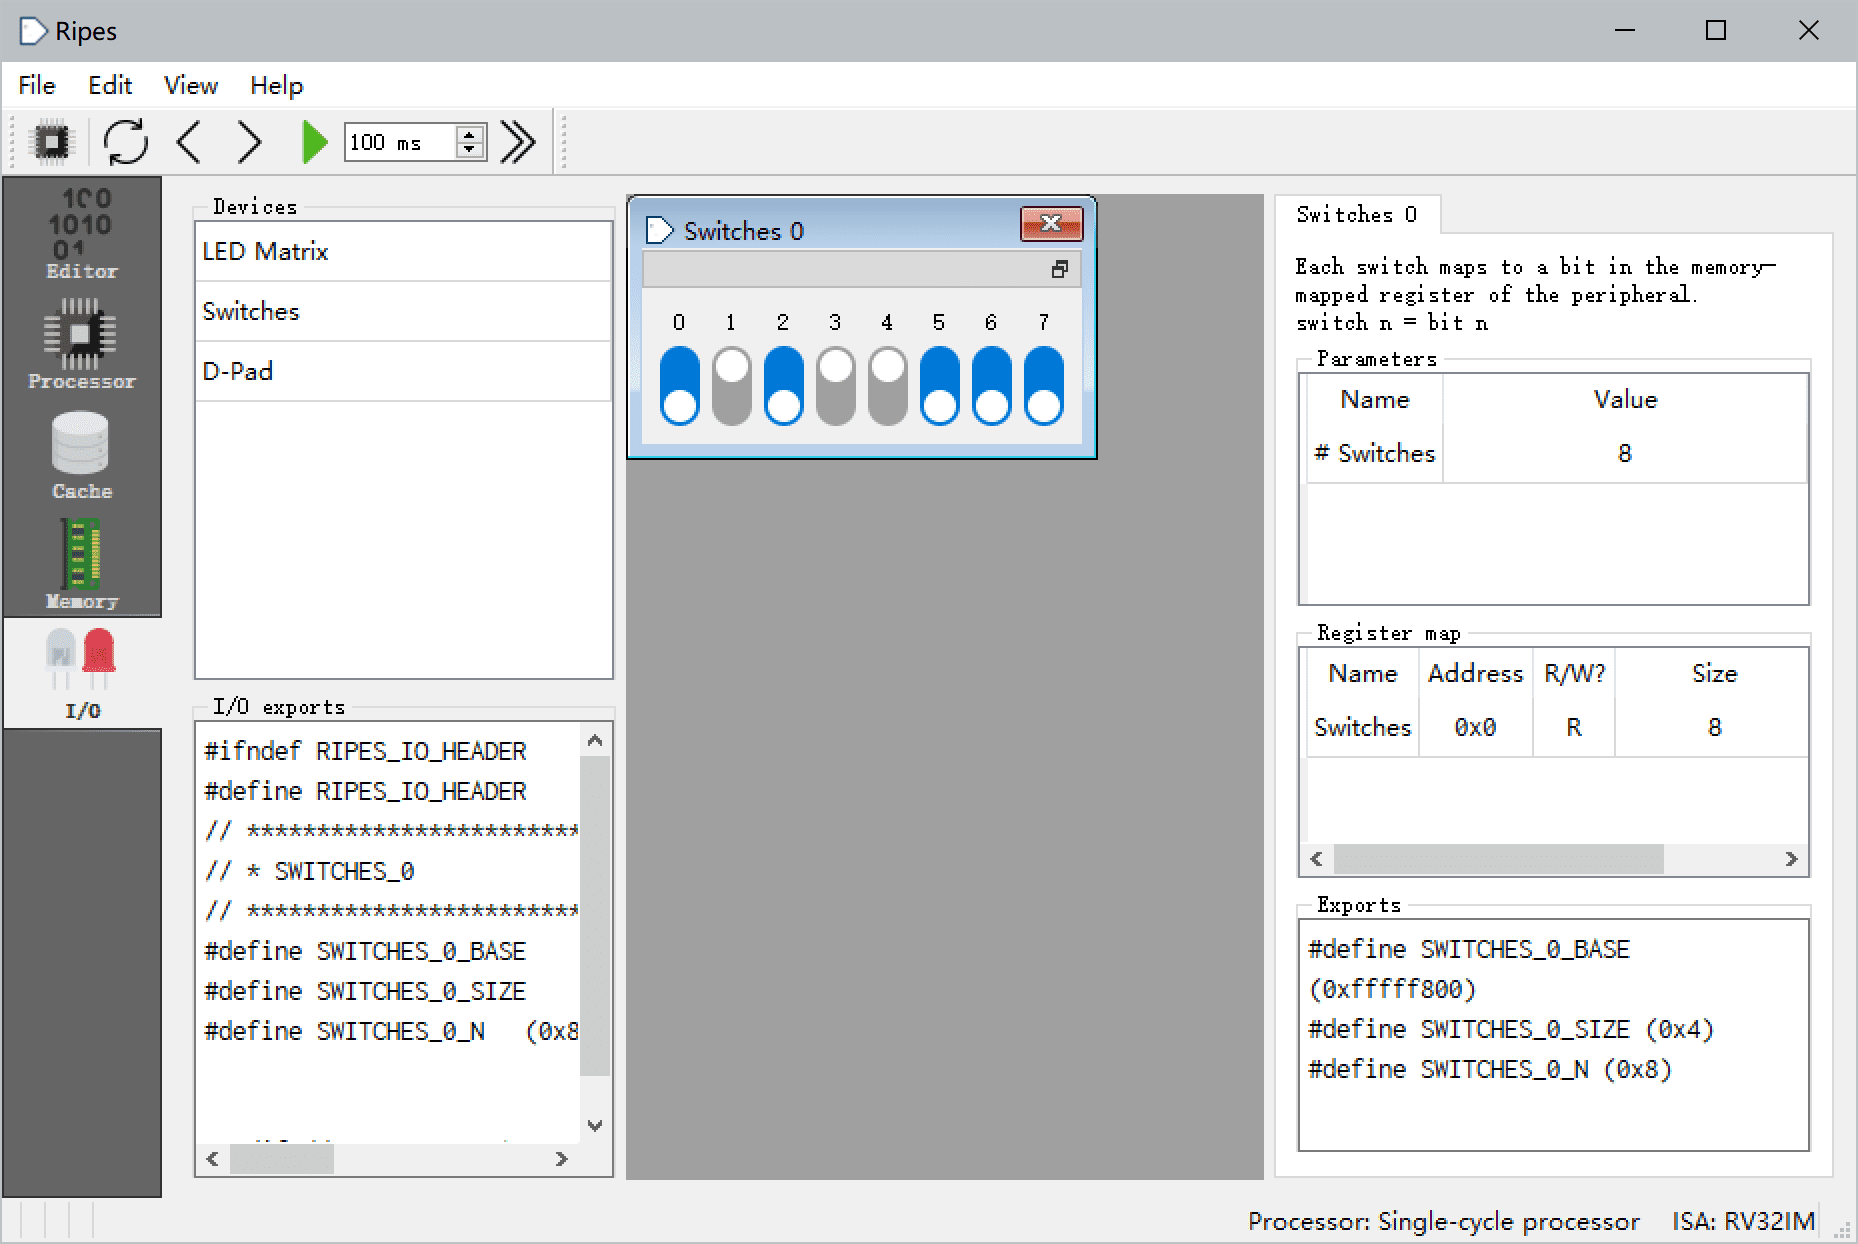 Ripes
File Edit View Help
100 ms
Editor
Processor
Cache
Memory
I/O
Devices
LED Matrix
Switches
D-Pad
I/O exports
#ifndef RIPES_IO_HEADER
#define RIPES_IO_HEADER
// ************************
// * SWITCHES_0
// ************************
#define SWITCHES_0_BASE
#define SWITCHES_0_SIZE
#define SWITCHES_0_N (0x8
Switches 0
0 1 2 3 4 5 6 7
Switches 0
Each switch maps to a bit in the memory-
mapped register of the peripheral.
switch n = bit n
Parameters
Name Value
# Switches 8
Register map
Name Address R/W? Size
Switches 0x0 R 8
Exports
#define SWITCHES_0_BASE
(0xfffff800)
#define SWITCHES_0_SIZE (0x4)
#define SWITCHES_0_N (0x8)
Processor: Single-cycle processor ISA: RV32IM